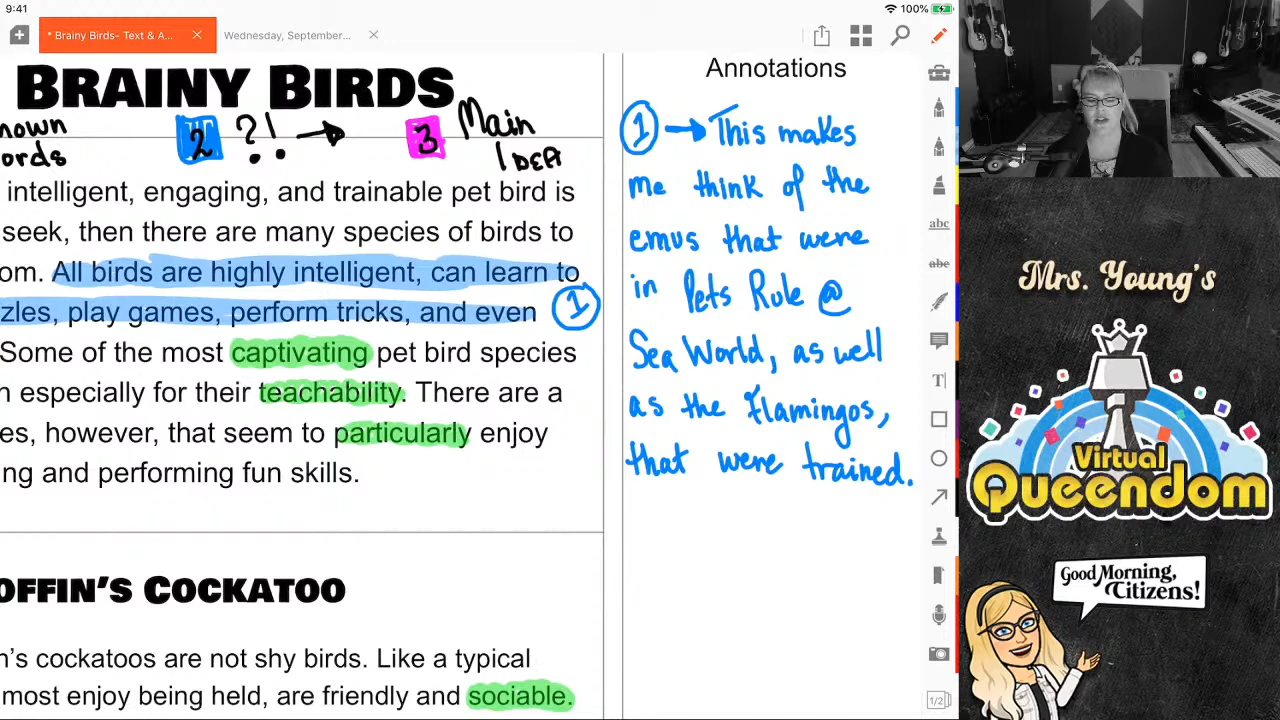 9:41
100%
* Brainy Birds- Text & A...
Wednesday, September...
BRAINY BIRDS
Annotations
2 ?! → 3 Main
IDEA
intelligent, engaging, and trainable pet bird is
seek, then there are many species of birds to
om. All birds are highly intelligent, can learn to
zles, play games, perform tricks, and even
1
Some of the most captivating pet bird species
especially for their teachability. There are a
es, however, that seem to particularly enjoy
ing and performing fun skills.
OFFIN'S COCKATOO
n's cockatoos are not shy birds. Like a typical
most enjoy being held, are friendly and sociable.
1 → This makes
me think of the
emus that were
in Pets Rule @
Sea World, as well
as the Flamingos,
that were trained.
abc
abc
T
1/2
Mrs. Young's
Virtual
Queendom
Good Morning,
Citizens!